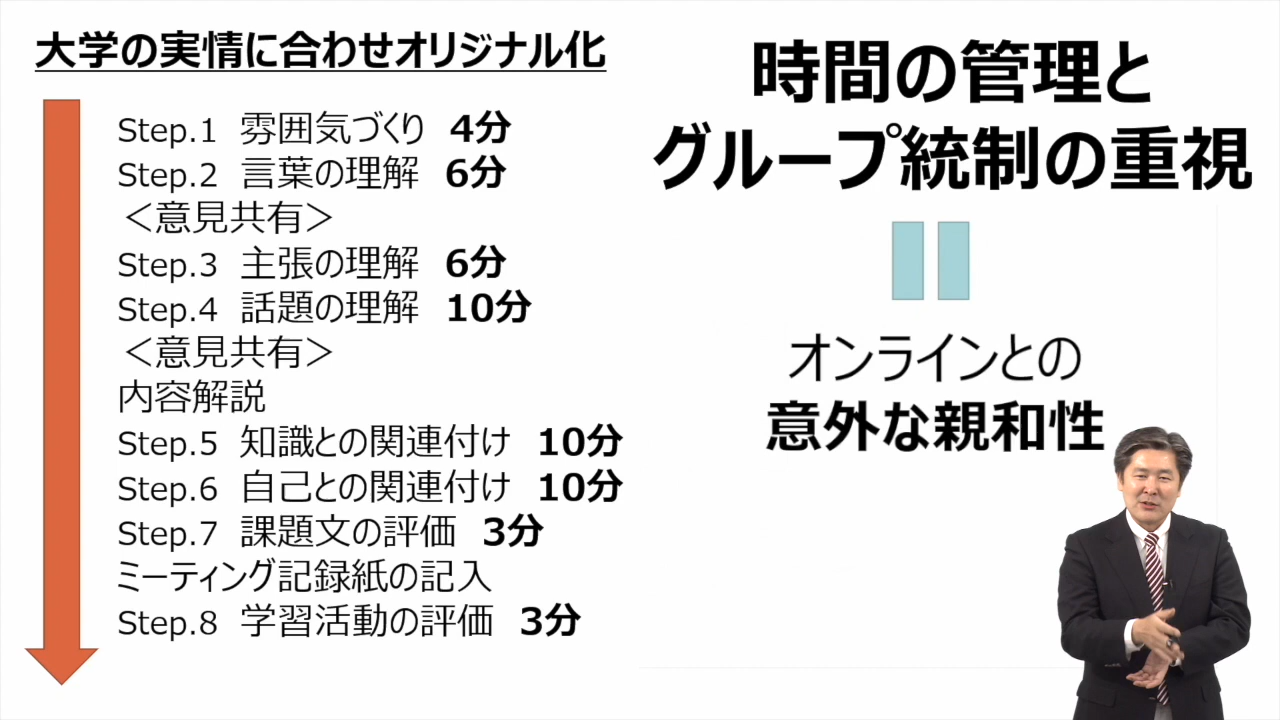 大学の実情に合わせオリジナル化
Step.1 雰囲気づくり 4分
Step.2 言葉の理解 6分
＜意見共有＞
Step.3 主張の理解 6分
Step.4 話題の理解 10分
＜意見共有＞
内容解説
Step.5 知識との関連付け 10分
Step.6 自己との関連付け 10分
Step.7 課題文の評価 3分
ミーティング記録紙の記入
Step.8 学習活動の評価 3分
時間の管理と
グループ統制の重視
オンラインとの
意外な親和性